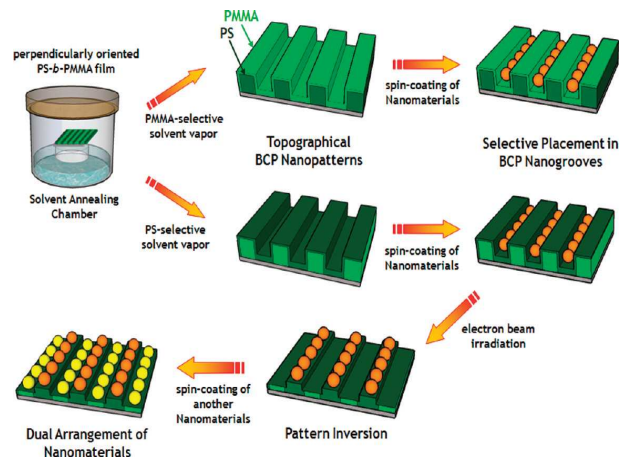 perpendicularly oriented
PS-b-PMMA film
Solvent Annealing
Chamber
PMMA-selective
solvent vapor
PMMA
PS
Topographical
BCP Nanopatterns
spin-coating of
Nanomaterials
Selective Placement in
BCP Nanogrooves
PS-selective
solvent vapor
spin-coating of
Nanomaterials
electron beam
irradiation
Pattern Inversion
spin-coating of
another
Nanomaterials
Dual Arrangement of
Nanomaterials